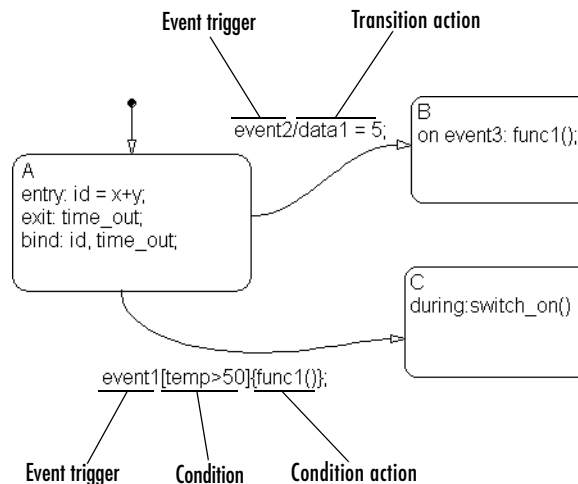 Event trigger
Transition action
event2/data1 = 5;
A
entry: id = x+y;
exit: time_out;
bind: id, time_out;
B
on event3: func1();
C
during:switch_on()
event1[temp>50]{func1()};
Event trigger
Condition
Condition action